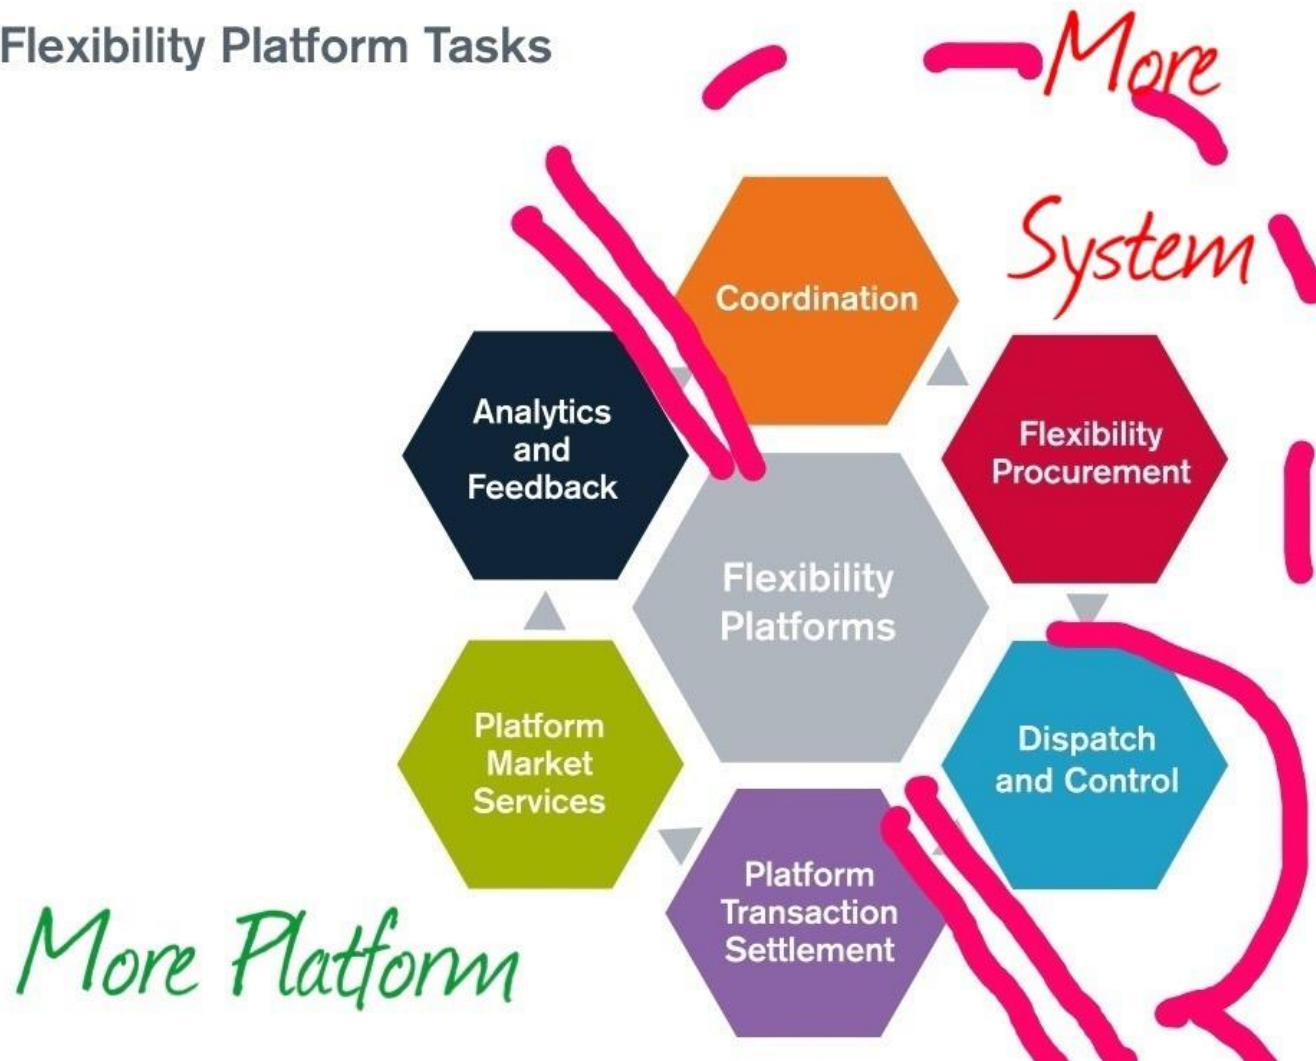 Flexibility Platform Tasks
More
System
Coordination
Analytics
and
Feedback
Flexibility
Procurement
Flexibility
Platforms
Platform
Market
Services
Dispatch
and Control
Platform
Transaction
Settlement
More Platform